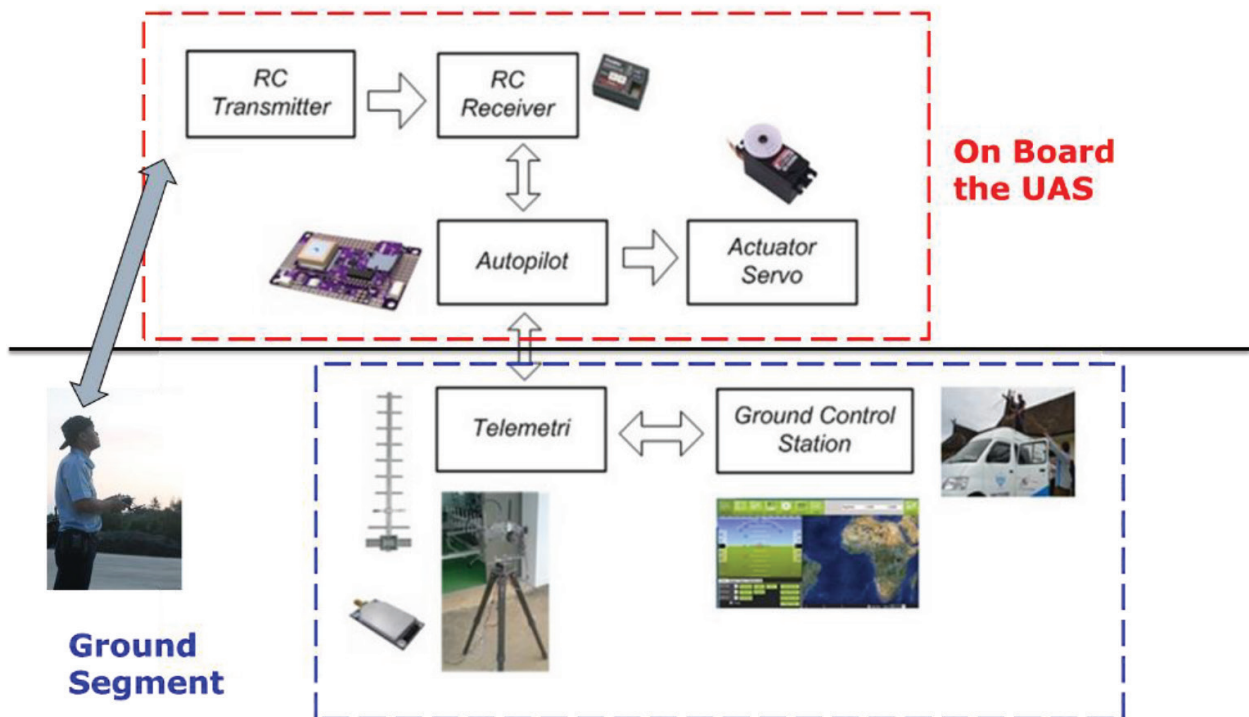 RC
Transmitter
RC
Receiver
On Board
the UAS
Autopilot
Actuator
Servo
Telemetri
Ground Control
Station
Ground
Segment